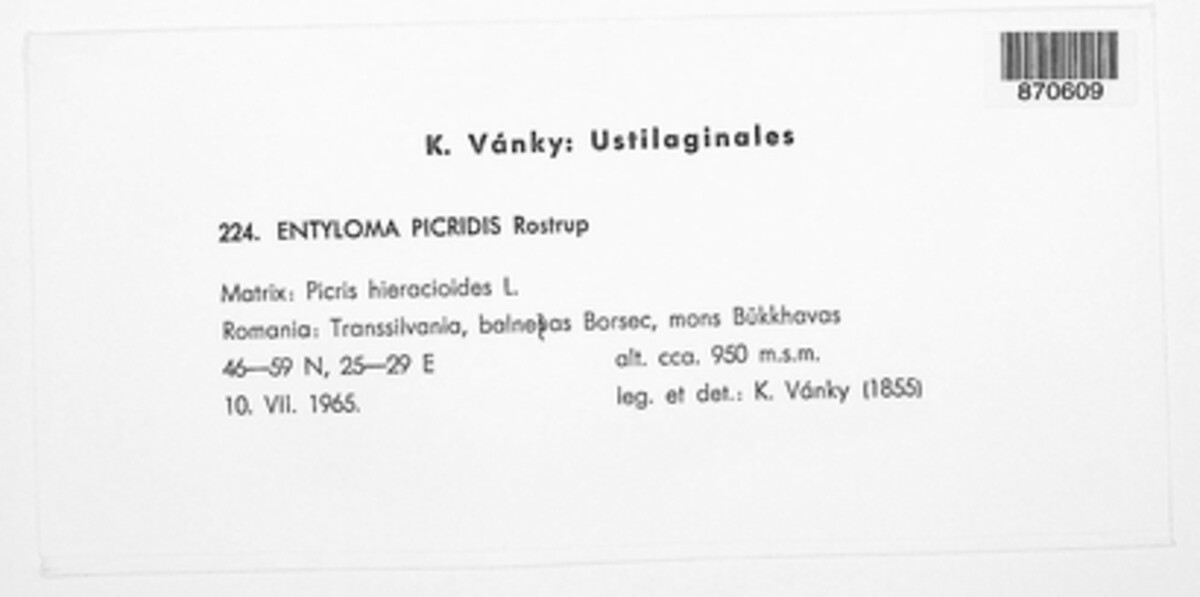 870609
K. Vánky: Ustilaginales
224. ENTYLOMA PICRIDIS Rostrup
Matrix: Picris hieracioides L.
Romania: Transsilvania, Borsec, mons Bükkhavas
46—59 N, 25—29 E alt. cca. 950 m.s.m.
10. VII. 1965. leg. et det.: K. Vánky (1855)